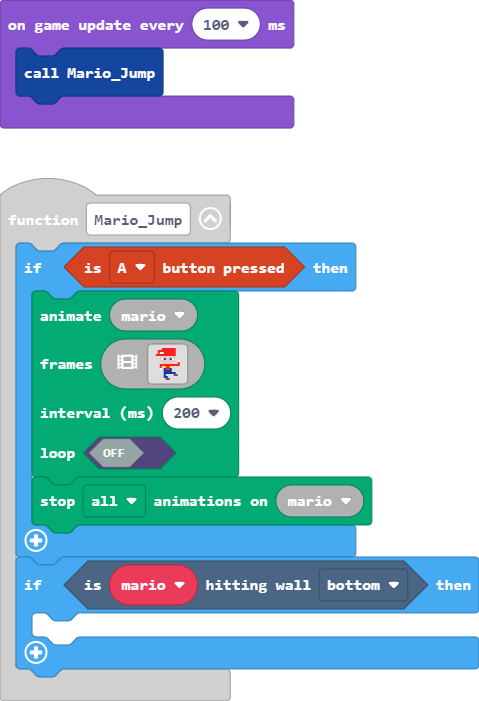 on game update every 100 ms
call Mario_Jump
function Mario_Jump
if is A button pressed then
animate mario
frames
interval (ms) 200
loop OFF
stop all animations on mario
if is mario hitting wall bottom then